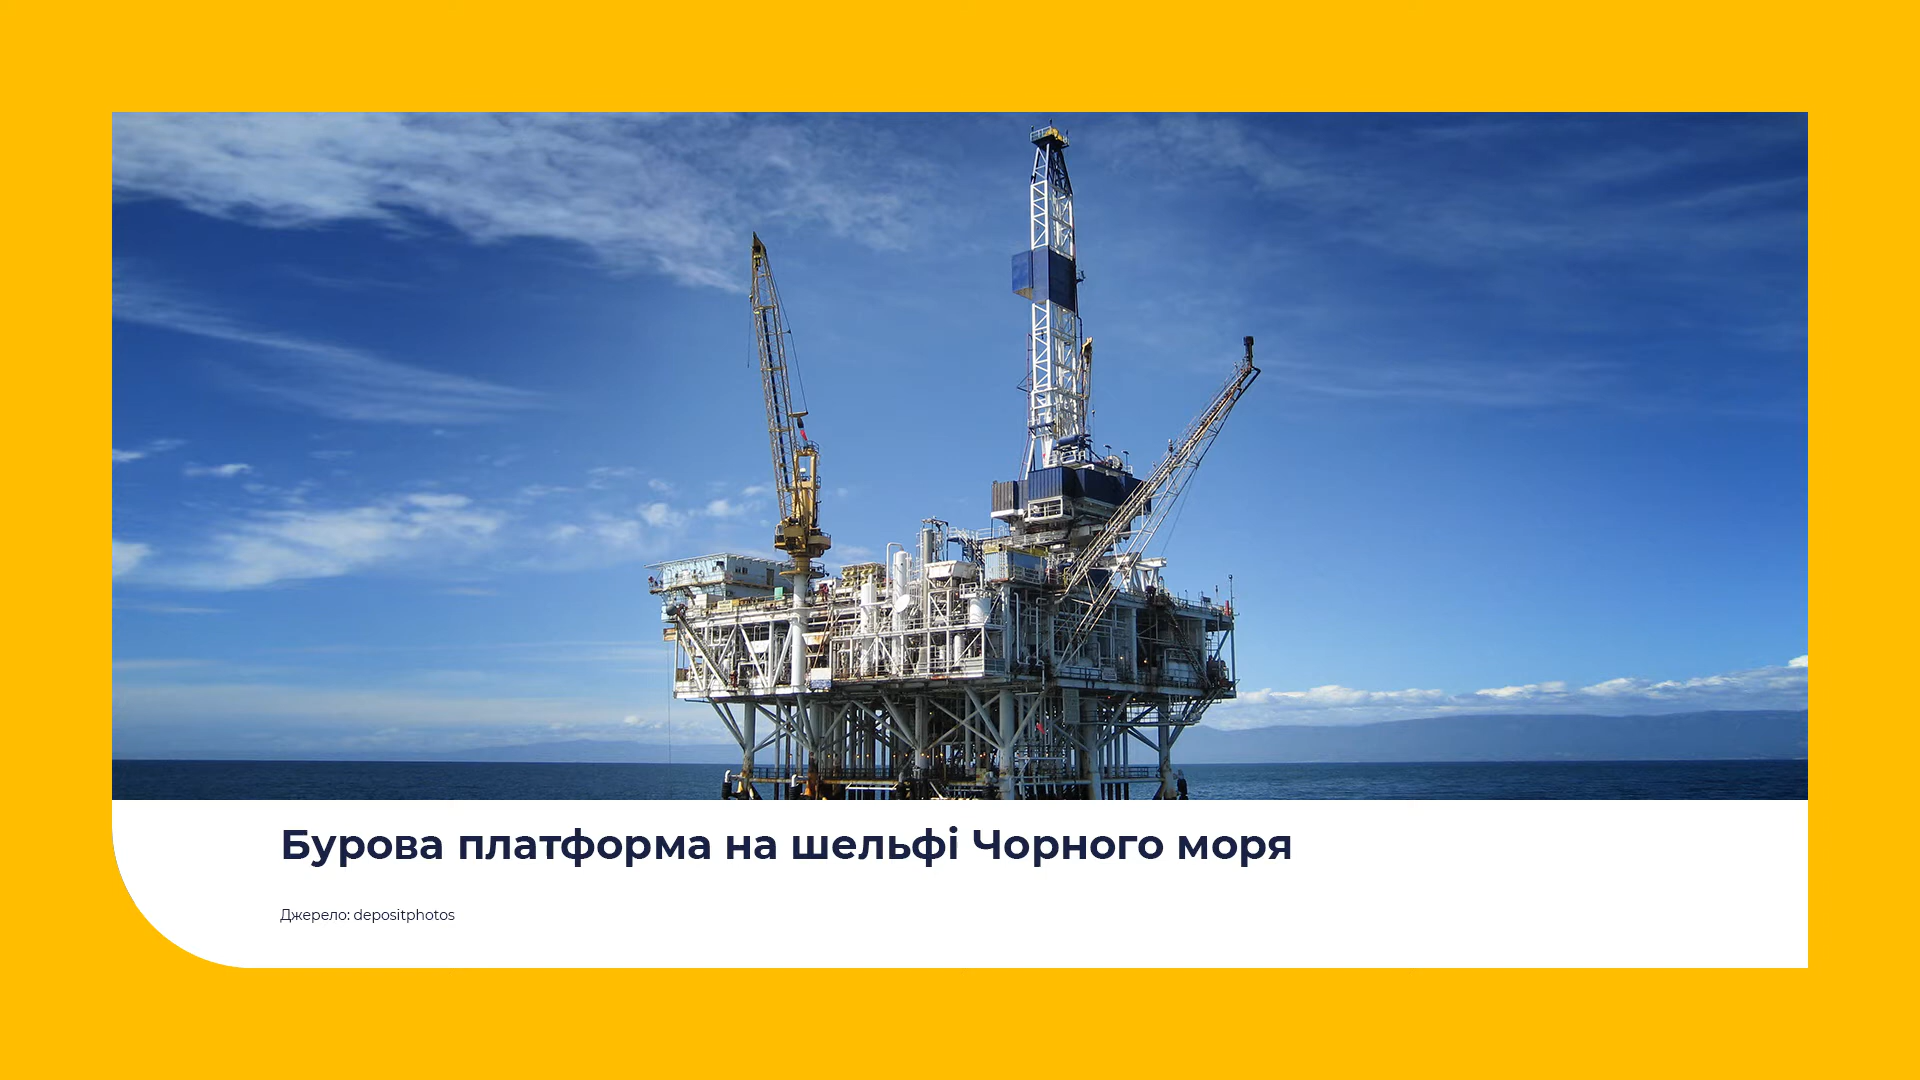 Бурова платформа на шельфі Чорного моря
Джерело: depositphotos